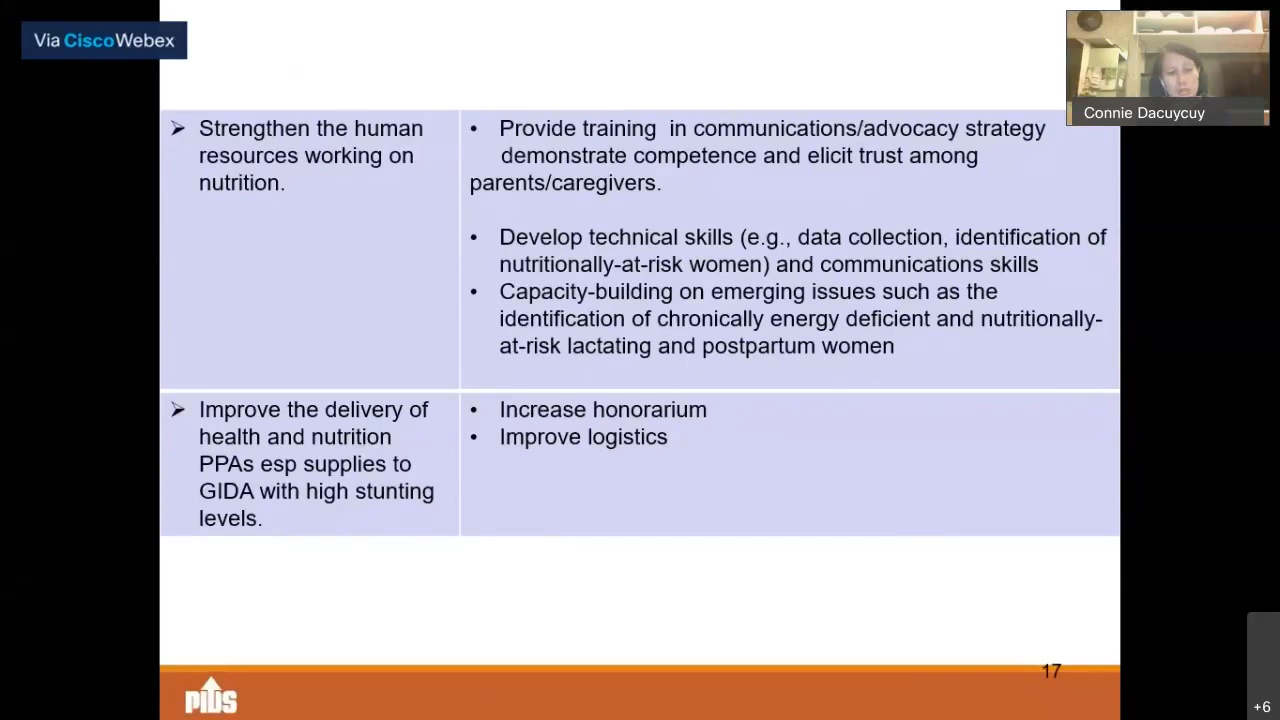 Via CiscoWebex
Connie Dacuycuy
➢ Strengthen the human
resources working on
nutrition.
• Provide training in communications/advocacy strategy
demonstrate competence and elicit trust among
parents/caregivers.
• Develop technical skills (e.g., data collection, identification of
nutritionally-at-risk women) and communications skills
• Capacity-building on emerging issues such as the
identification of chronically energy deficient and nutritionally-
at-risk lactating and postpartum women
➢ Improve the delivery of
health and nutrition
PPAs esp supplies to
GIDA with high stunting
levels.
• Increase honorarium
• Improve logistics
17
PIDS
+6